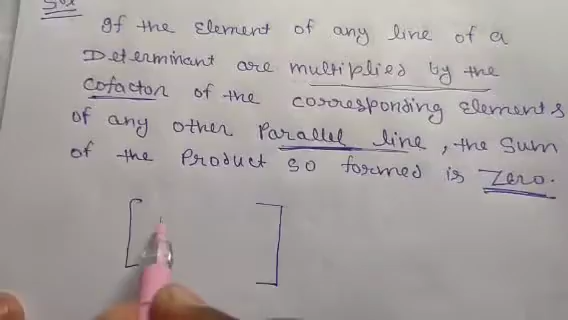 Sol
If the element of any line of a
Determinant are multiplied by the
Cofactor of the corresponding elements
of any other Parallel line, the sum
of the Product so formed is Zero.